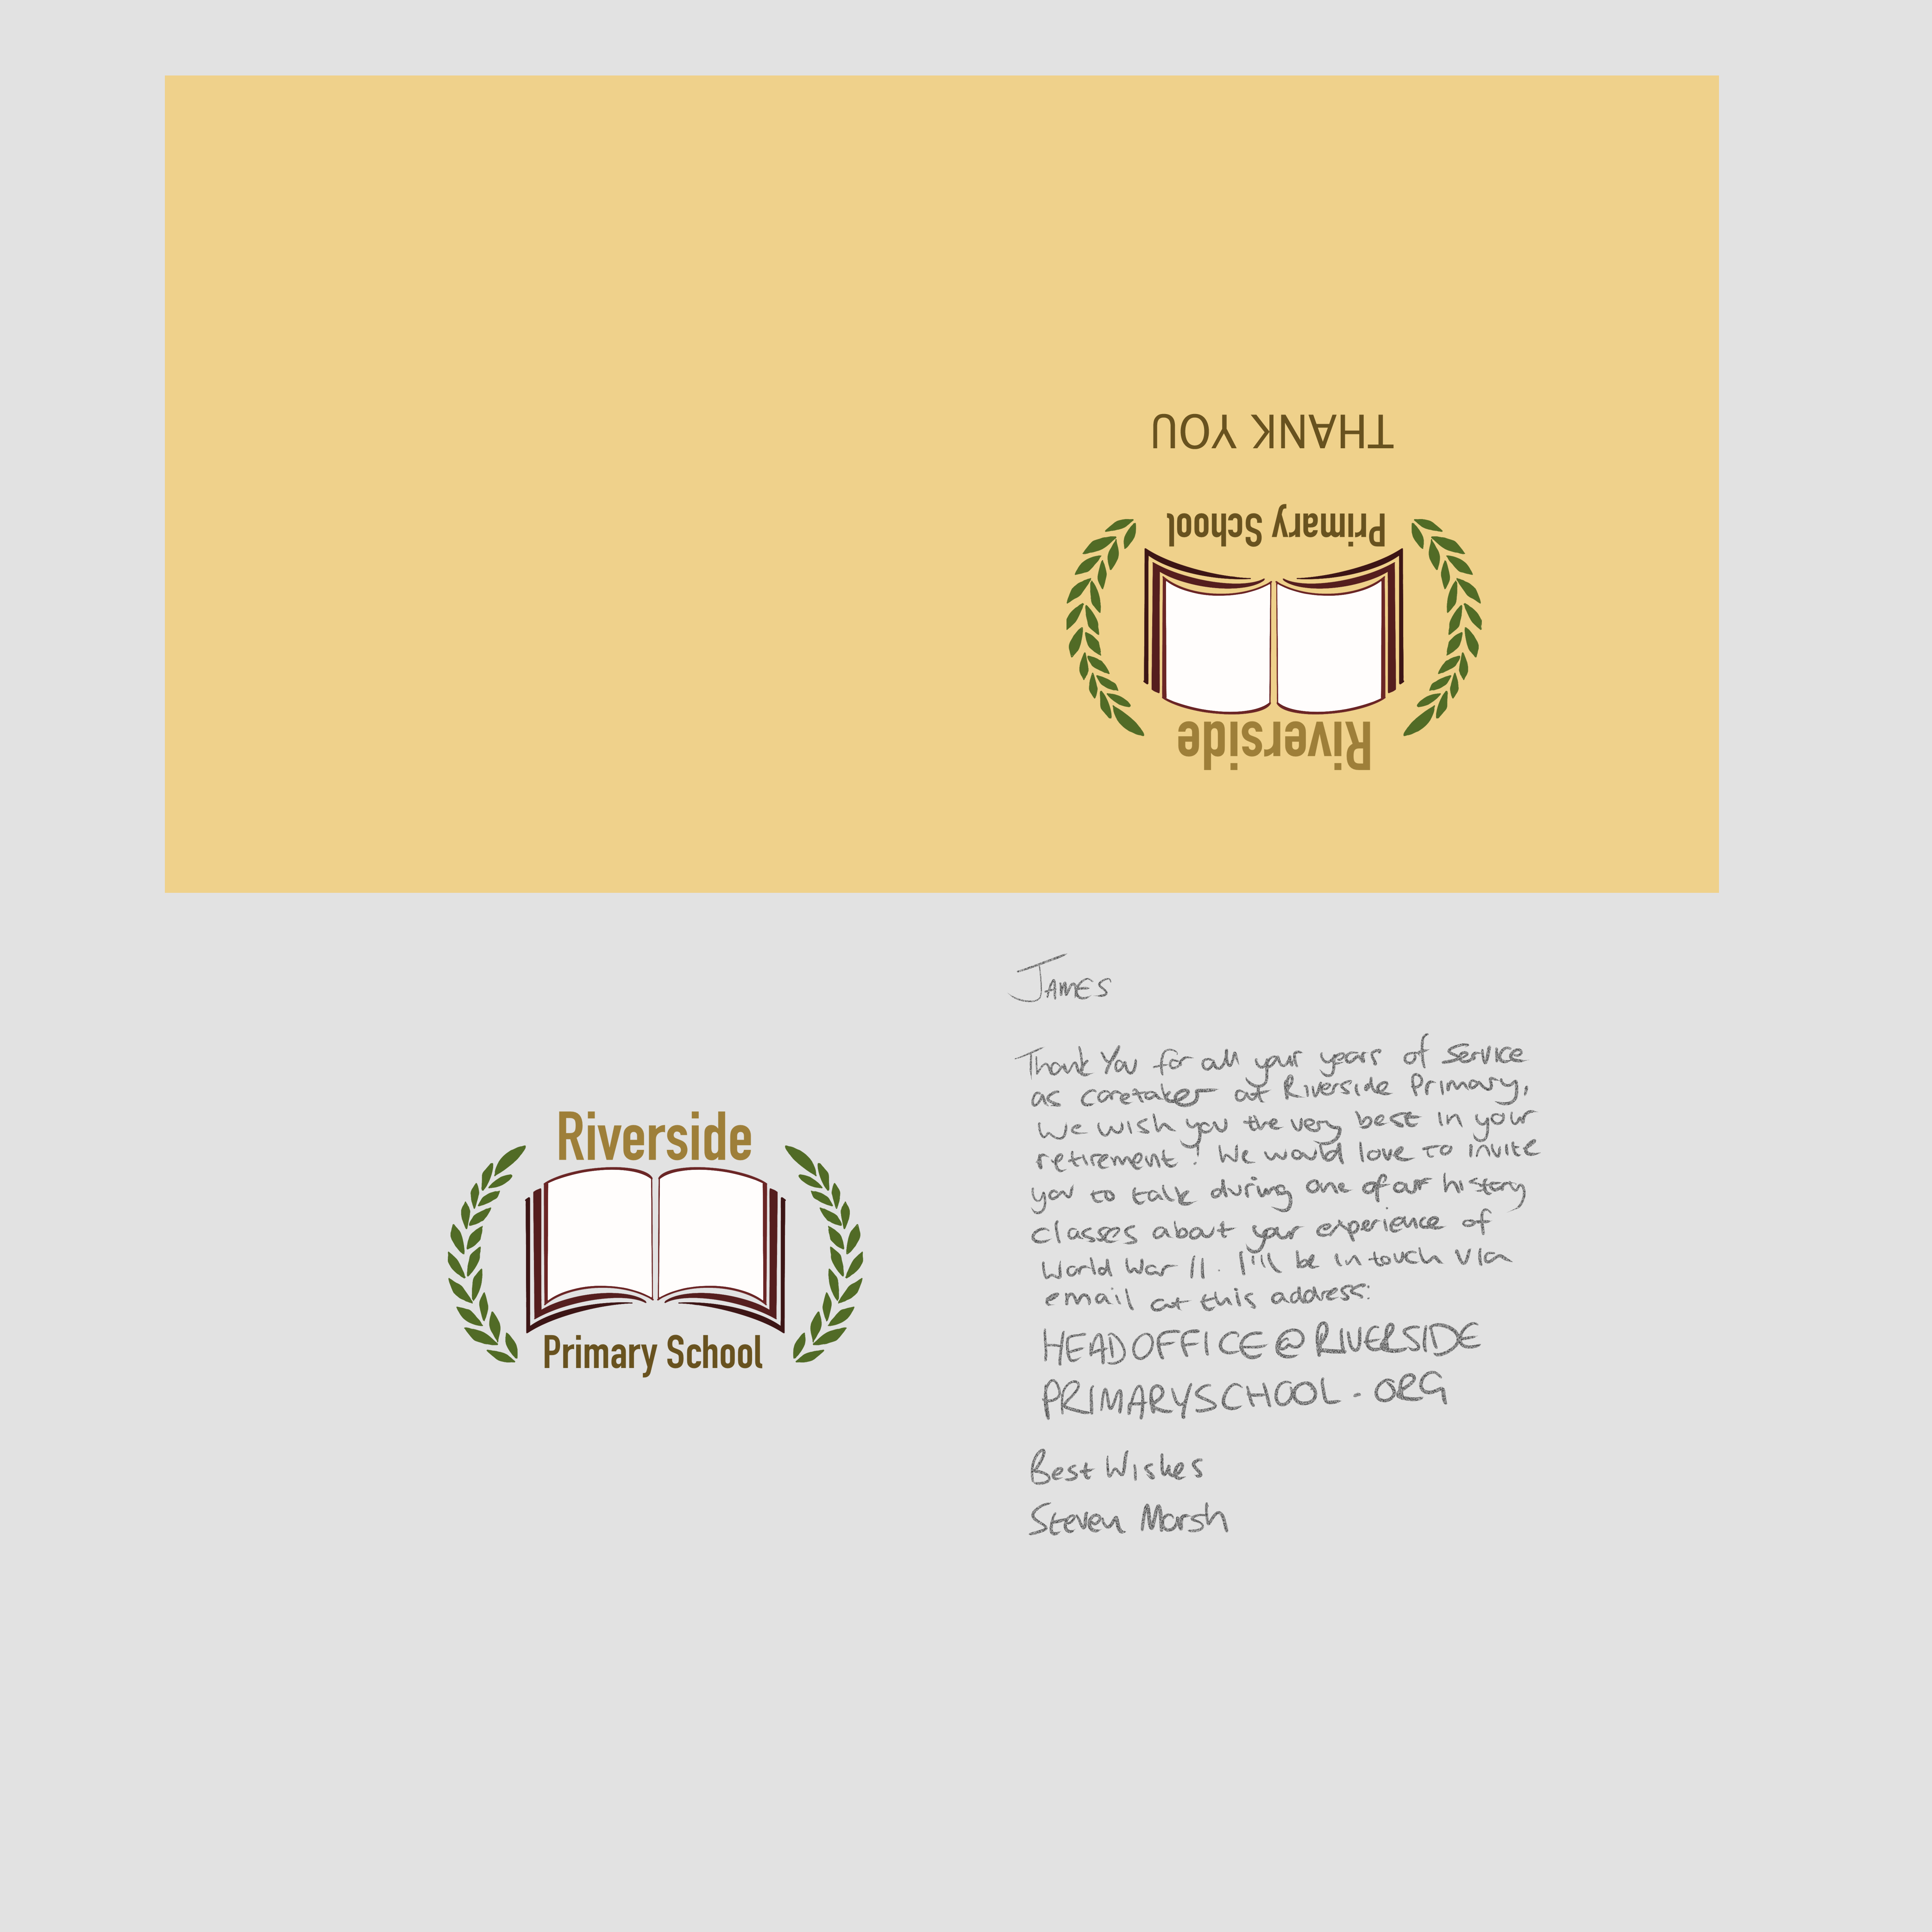 THANK YOU
Primary School
Riverside
Riverside
Primary School
JAMES
Thank You for all your years of Service
as caretaker at Riverside Primary,
We wish you the very best in your
retirement! We would love to invite
you to talk during one of our history
classes about your experience of
World War II. I'll be in touch via
email at this address:
HEADOFFICE@RIVERSIDE
PRIMARYSCHOOL.ORG
Best Wishes
Steven Marsh